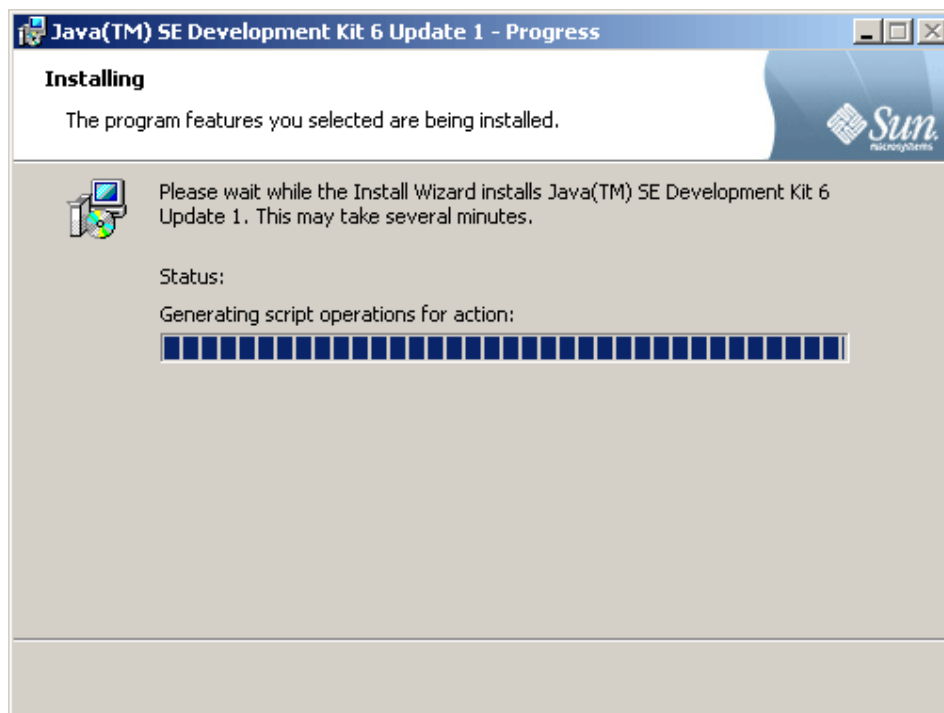 Java(TM) SE Development Kit 6 Update 1 - Progress
Installing
The program features you selected are being installed.
Sun
microsystems
Please wait while the Install Wizard installs Java(TM) SE Development Kit 6
Update 1. This may take several minutes.
Status:
Generating script operations for action: